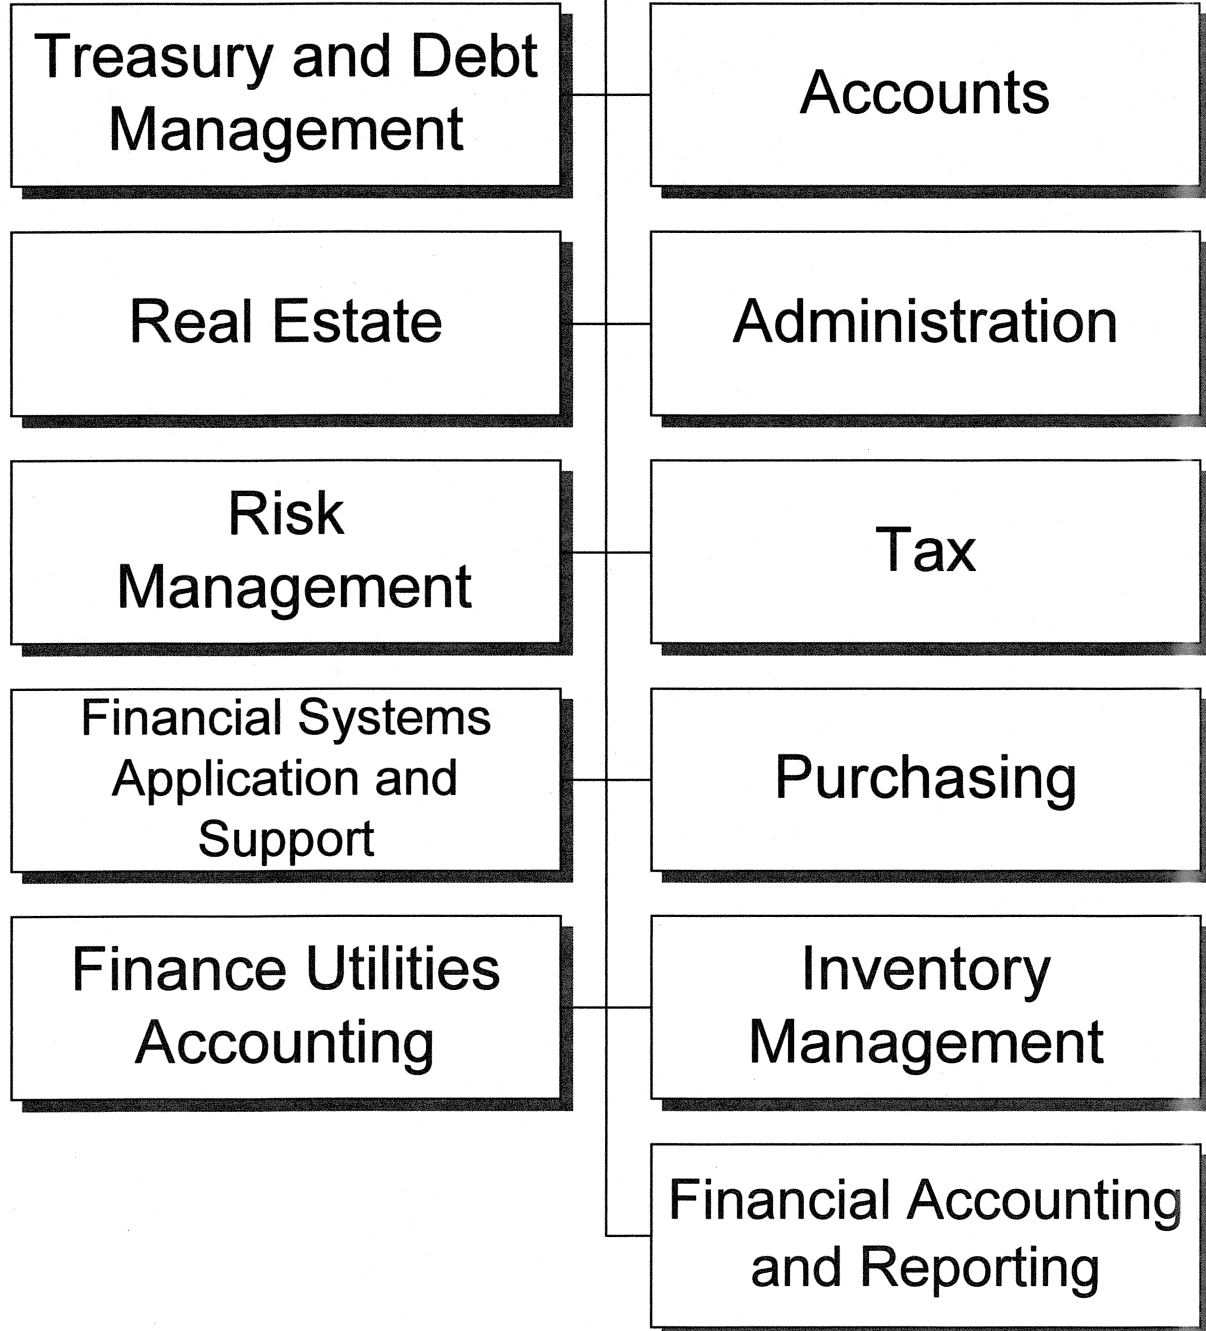 Treasury and Debt
Management
Accounts
Real Estate
Administration
Risk
Management
Tax
Financial Systems
Application and
Support
Purchasing
Finance Utilities
Accounting
Inventory
Management
Financial Accounting
and Reporting